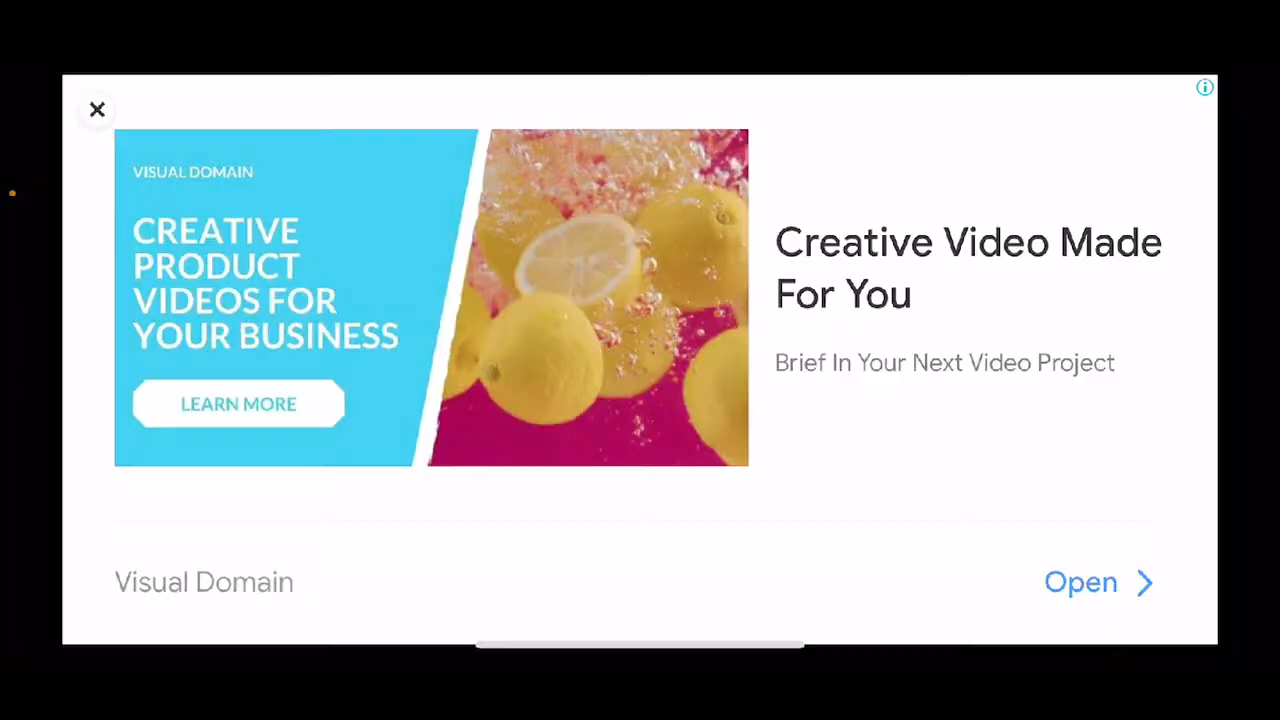 VISUAL DOMAIN
CREATIVE
PRODUCT
VIDEOS FOR
YOUR BUSINESS
LEARN MORE
Creative Video Made
For You
Brief In Your Next Video Project
Visual Domain
Open